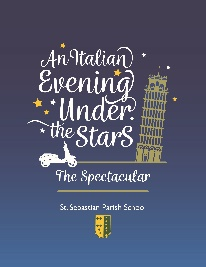 An Italian
Evening
Under
the Stars
The Spectacular
St. Sebastian Parish School